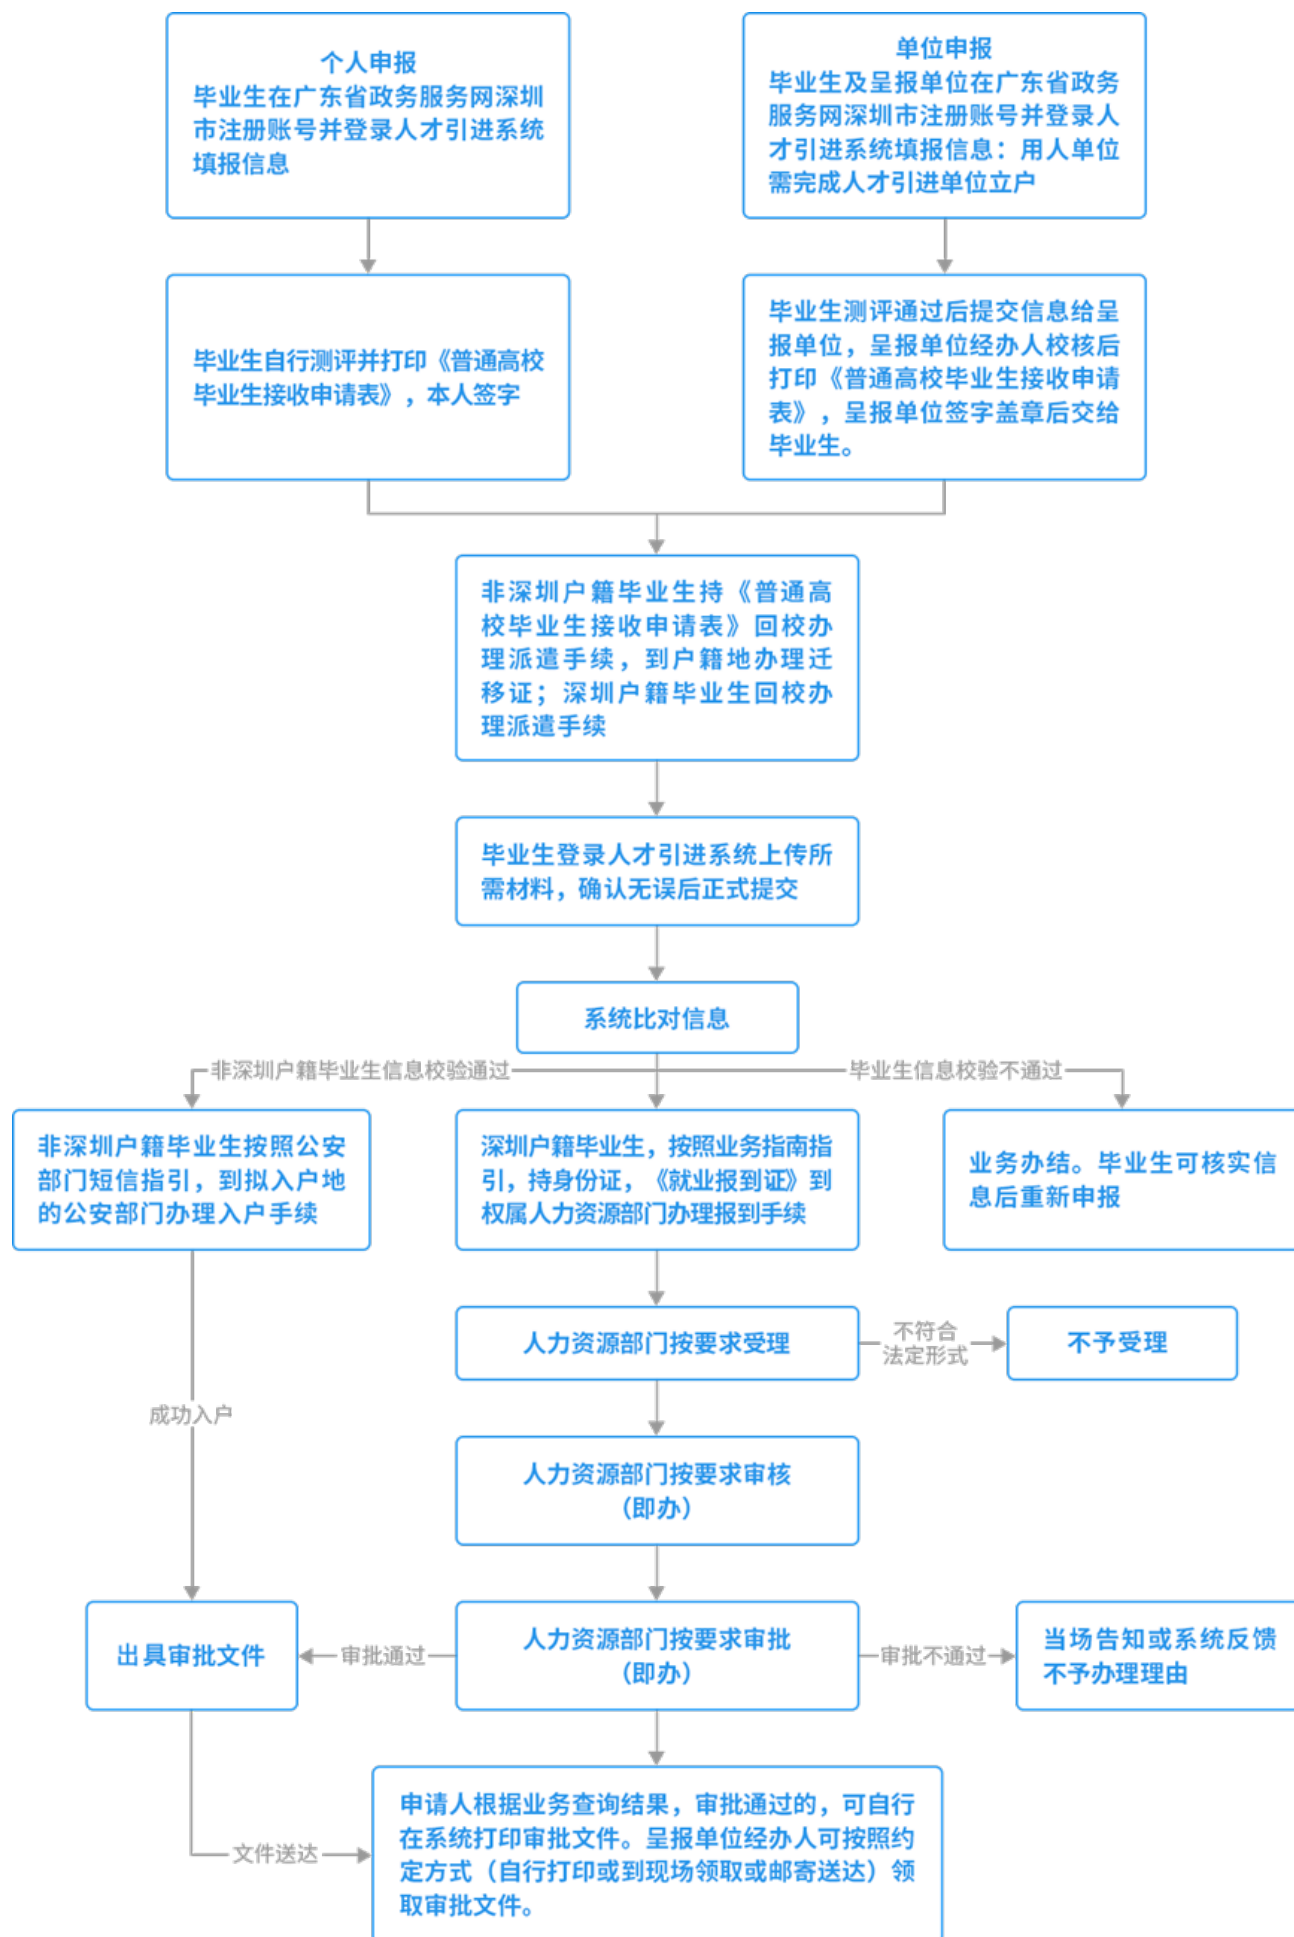 个人申报
毕业生在广东省政务服务网深圳
市注册账号并登录人才引进系统
填报信息
单位申报
毕业生及呈报单位在广东省政务
服务网深圳市注册账号并登录人
才引进系统填报信息：用人单位
需完成人才引进单位立户
毕业生自行测评并打印《普通高校
毕业生接收申请表》，本人签字
毕业生测评通过后提交信息给呈
报单位，呈报单位经办人校核后
打印《普通高校毕业生接收申请
表》，呈报单位签字盖章后交给
毕业生。
非深圳户籍毕业生持《普通高
校毕业生接收申请表》回校办
理派遣手续，到户籍地办理迁
移证；深圳户籍毕业生回校办
理派遣手续
毕业生登录人才引进系统上传所
需材料，确认无误后正式提交
系统比对信息
非深圳户籍毕业生信息校验通过
毕业生信息校验不通过
非深圳户籍毕业生按照公安
部门短信指引，到拟入户地
的公安部门办理入户手续
深圳户籍毕业生，按照业务指南指
引，持身份证，《就业报到证》到
权属人力资源部门办理报到手续
业务办结。毕业生可核实信
息后重新申报
人力资源部门按要求受理
不符合
法定形式
不予受理
成功入户
人力资源部门按要求审核
（即办）
出具审批文件
审批通过
人力资源部门按要求审批
（即办）
审批不通过
当场告知或系统反馈
不予办理理由
文件送达
申请人根据业务查询结果，审批通过的，可自行
在系统打印审批文件。呈报单位经办人可按照约
定方式（自行打印或到现场领取或邮寄送达）领
取审批文件。